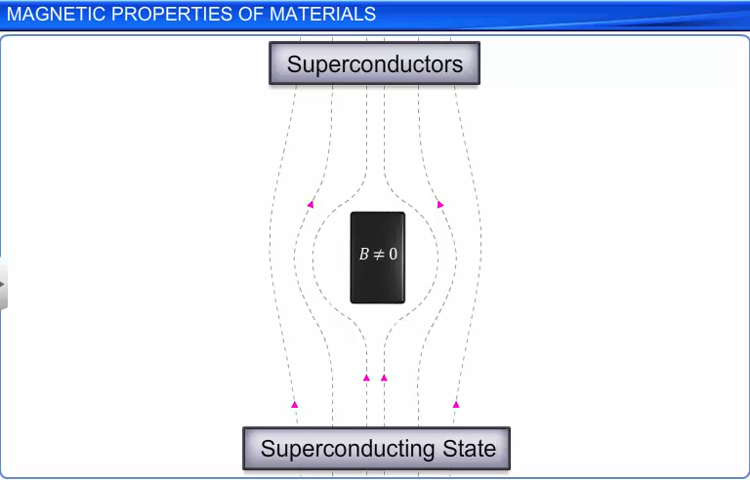 MAGNETIC PROPERTIES OF MATERIALS
Superconductors
B ≠ 0
Superconducting State